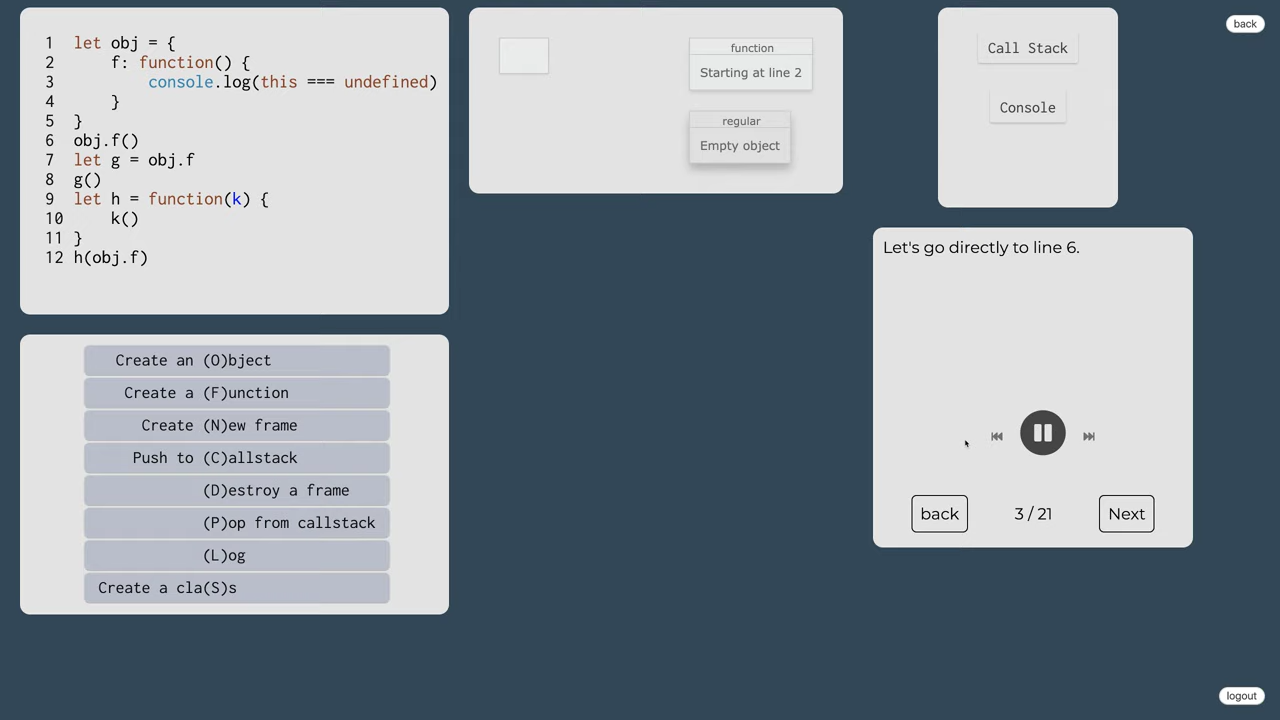 1 let obj = {
2 f: function() {
3 console.log(this === undefined)
4 }
5 }
6 obj.f()
7 let g = obj.f
8 g()
9 let h = function(k) {
10 k()
11 }
12 h(obj.f)
Create an (O)bject
Create a (F)unction
Create (N)ew frame
Push to (C)allstack
(D)estroy a frame
(P)op from callstack
(L)og
Create a cla(S)s
function
Starting at line 2
regular
Empty object
Call Stack
Console
back
Let's go directly to line 6.
back
3 / 21
Next
logout